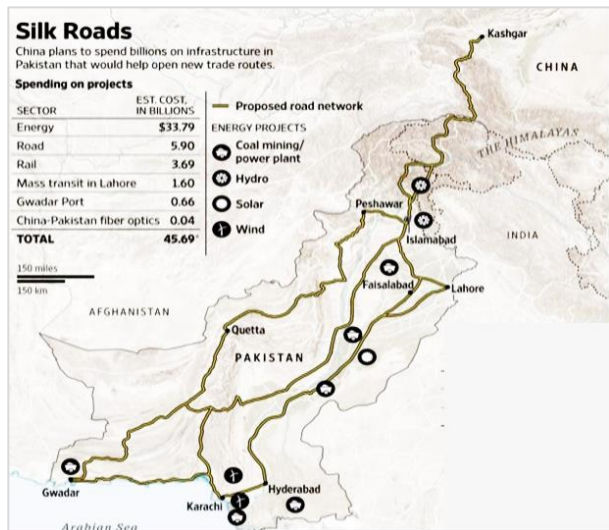 Silk Roads
China plans to spend billions on infrastructure in
Pakistan that would help open new trade routes.
Spending on projects
SECTOR EST. COST, IN BILLIONS
Energy $33.79
Road 5.90
Rail 3.69
Mass transit in Lahore 1.60
Gwadar Port 0.66
China-Pakistan fiber optics 0.04
TOTAL 45.69
150 miles
150 km
Proposed road network
ENERGY PROJECTS
Coal mining/
power plant
Hydro
Solar
Wind
Kashgar
CHINA
THE HIMALAYAS
Peshawar
Islamabad
INDIA
Faisalabad
Lahore
AFGHANISTAN
Quetta
PAKISTAN
Gwadar
Karachi
Hyderabad
Arabian Sea